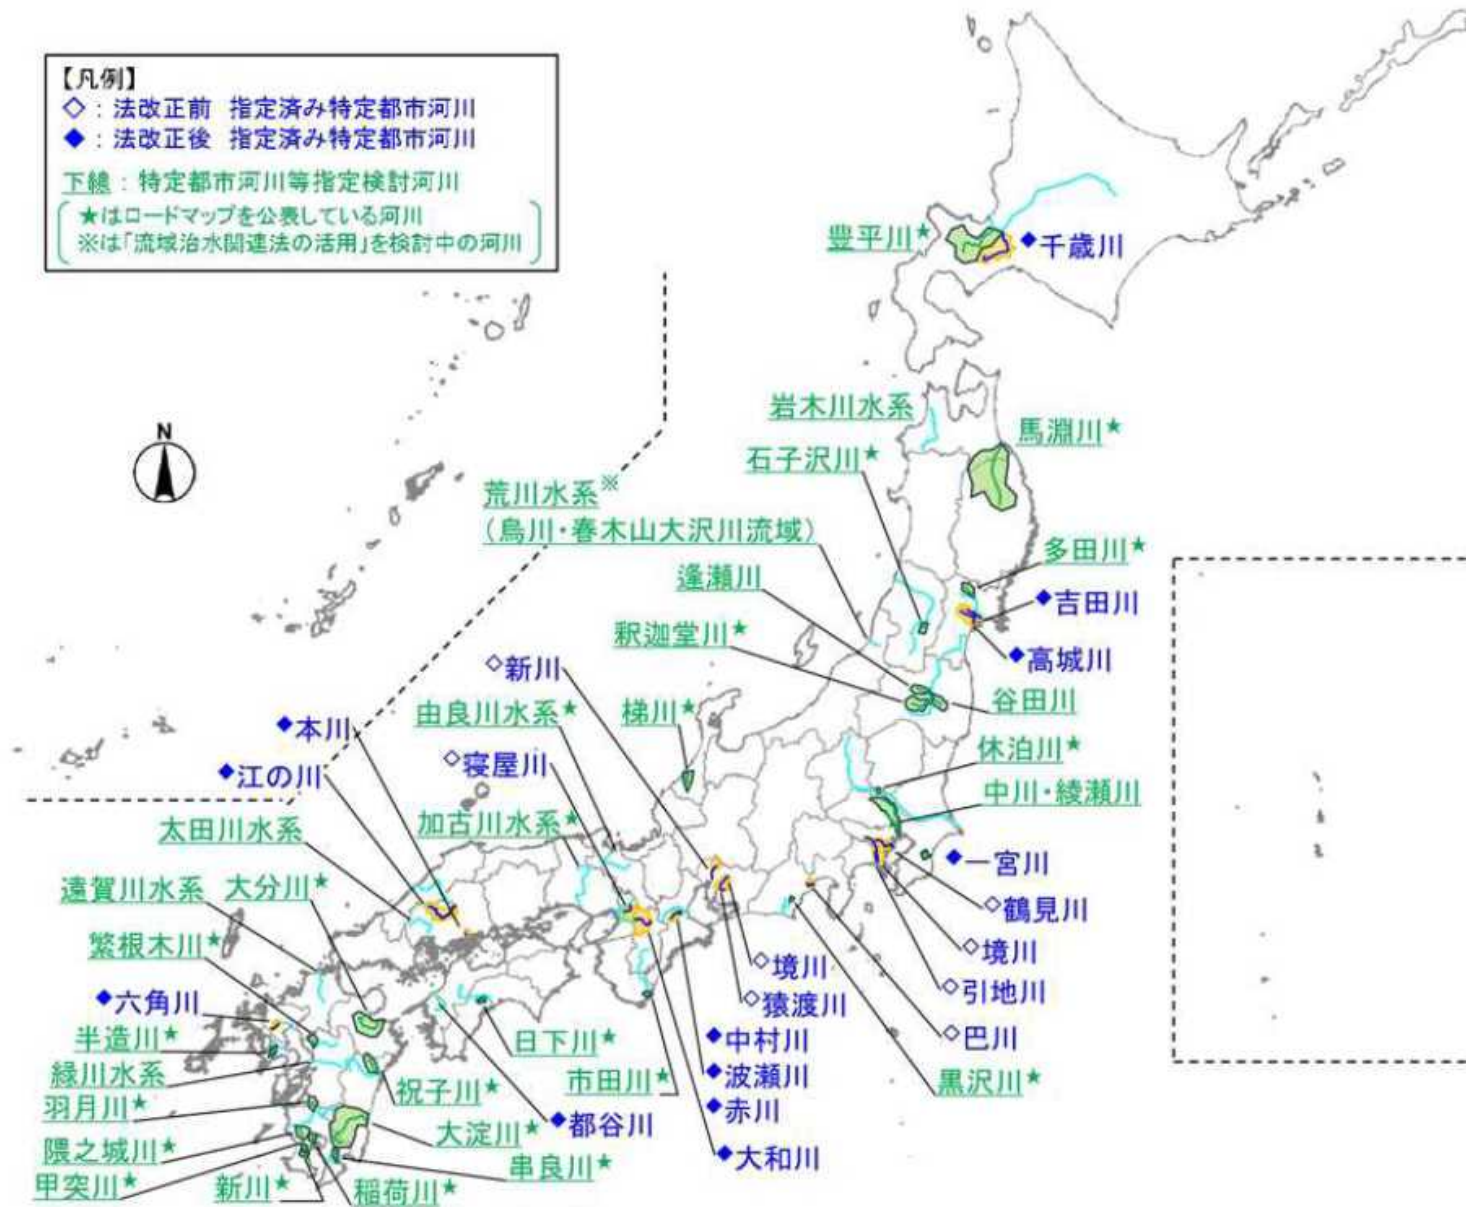 【凡例】
◇：法改正前 指定済み特定都市河川
◆：法改正後 指定済み特定都市河川
下線：特定都市河川等指定検討河川
★はロードマップを公表している河川
※は「流域治水関連法の活用」を検討中の河川
N
豊平川★
◆千歳川
岩木川水系
馬淵川★
石子沢川★
荒川水系※
（烏川・春木山大沢川流域）
多田川★
逢瀬川
◆吉田川
釈迦堂川★
◆高城川
◇新川
谷田川
由良川水系★
梯川★
◆本川
休泊川★
◇寝屋川
◆江の川
中川・綾瀬川
加古川水系★
太田川水系
◆一宮川
遠賀川水系
大分川★
◇鶴見川
繁根木川★
◇境川
◇境川
◇引地川
◆六角川
◇猿渡川
◇巴川
半造川★
日下川★
◆中村川
緑川水系
祝子川★
市田川★
◆波瀬川
黒沢川★
羽月川★
◆赤川
大淀川★
◆都谷川
隈之城川★
◆大和川
串良川★
甲突川★
新川★
稲荷川★